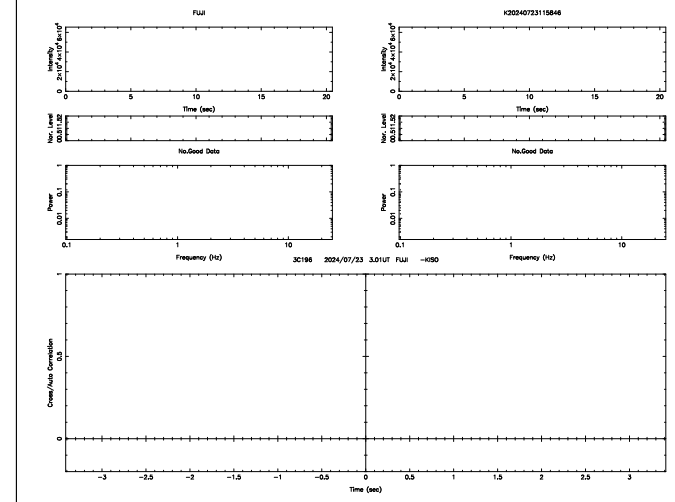 FUJI
K20240723115846
Intensity
0 2×10⁴ 4×10⁴ 6×10⁴
0 5 10 15 20
Time (sec)
Intensity
0 2×10⁴ 4×10⁴ 6×10⁴
0 5 10 15 20
Time (sec)
Nor. Level
00.511.52
Nor. Level
00.511.52
No.Good Data
No.Good Data
Power
0.01 0.1 1
0.1 1 10
Frequency (Hz)
Power
0.01 0.1 1
0.1 1 10
Frequency (Hz)
3C196 2024/07/23 3.01UT FUJI -KISO
Cross/Auto Correlation
0 0.5 1
-3 -2.5 -2 -1.5 -1 -0.5 0 0.5 1 1.5 2 2.5 3
Time (sec)